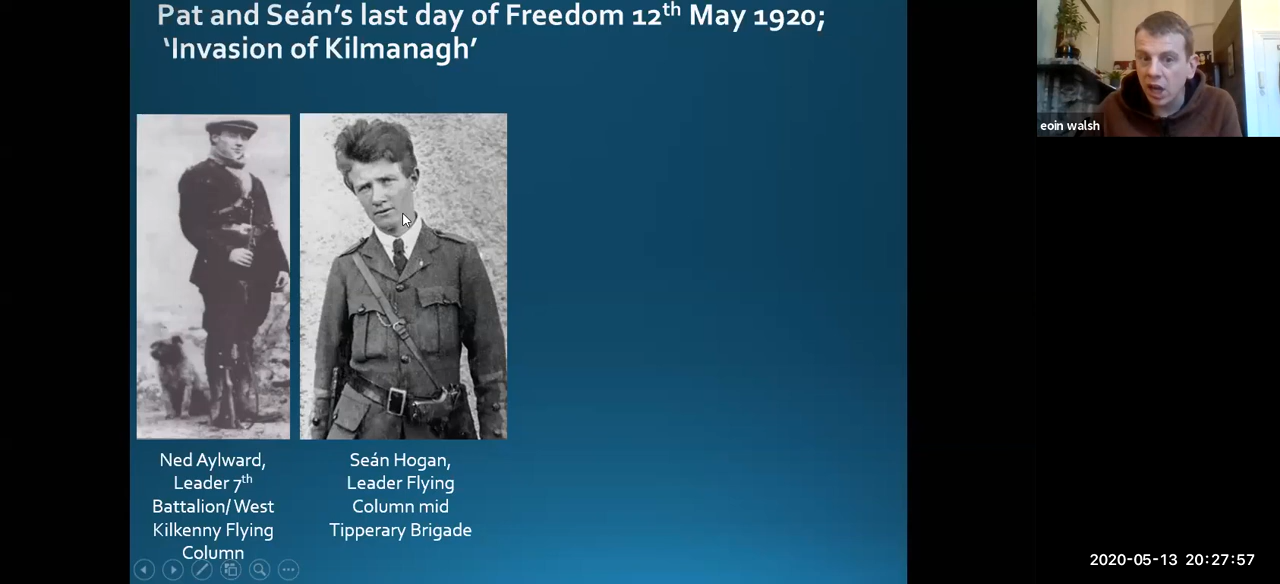 Pat and Seán's last day of Freedom 12th May 1920;
'Invasion of Kilmanagh'
eoin walsh
Ned Aylward,
Leader 7th
Battalion/West
Kilkenny Flying
Column
Seán Hogan,
Leader Flying
Column mid
Tipperary Brigade
2020-05-13 20:27:57